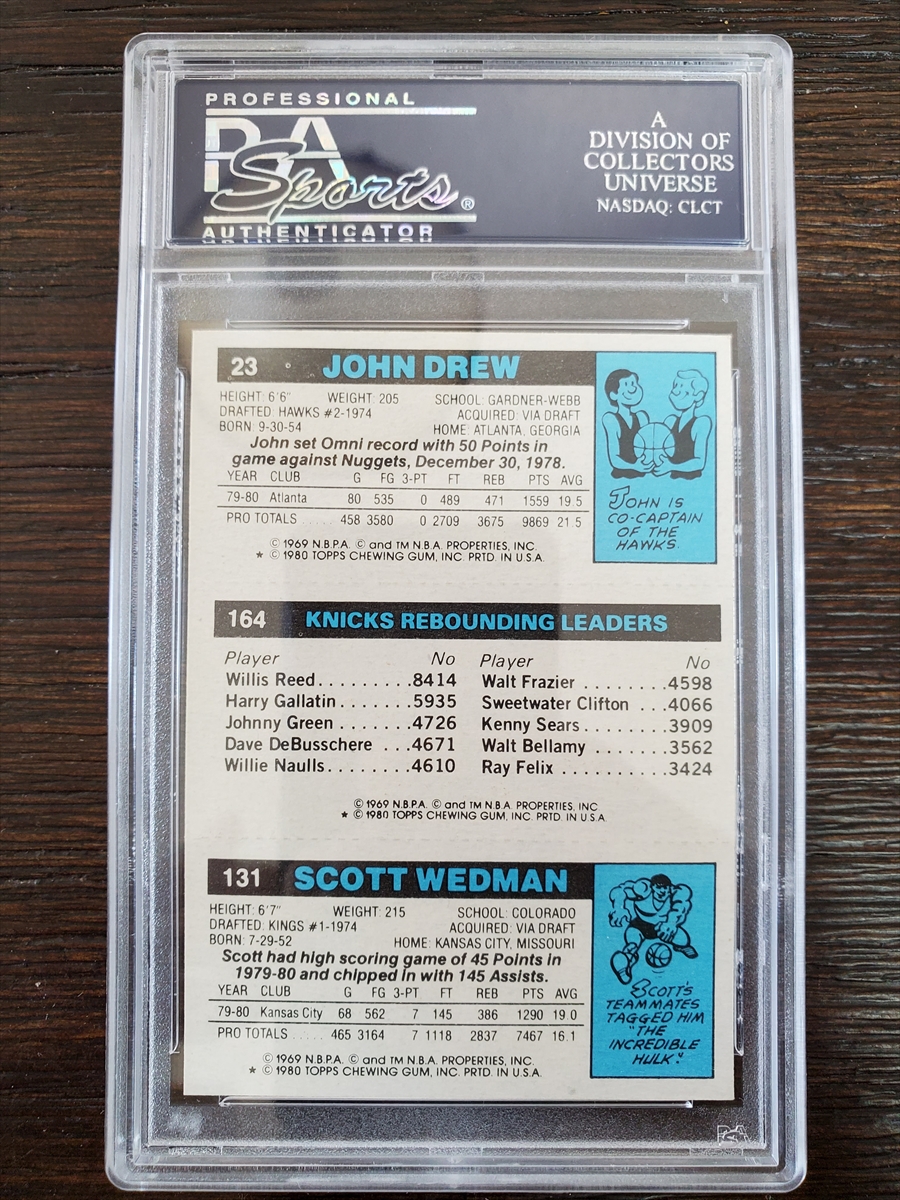 PROFESSIONAL
PSA
Sports®
AUTHENTICATOR
A
DIVISION OF
COLLECTORS
UNIVERSE
NASDAQ: CLCT
23 JOHN DREW
HEIGHT: 6'6" WEIGHT: 205 SCHOOL: GARDNER-WEBB
DRAFTED: HAWKS #2-1974 ACQUIRED: VIA DRAFT
BORN: 9-30-54 HOME: ATLANTA, GEORGIA
John set Omni record with 50 Points in
game against Nuggets, December 30, 1978.
YEAR CLUB G FG 3-PT FT REB PTS AVG
79-80 Atlanta 80 535 0 489 471 1559 19.5
PRO TOTALS ..... 458 3580 0 2709 3675 9869 21.5
© 1969 N.B.P.A. © and TM N.B.A. PROPERTIES, INC.
* © 1980 TOPPS CHEWING GUM, INC. PRTD. IN U.S.A.
JOHN IS
CO-CAPTAIN
OF THE
HAWKS.
164 KNICKS REBOUNDING LEADERS
Player No Player No
Willis Reed.........8414 Walt Frazier ........4598
Harry Gallatin.......5935 Sweetwater Clifton ...4066
Johnny Green.......4726 Kenny Sears.........3909
Dave DeBusschere ...4671 Walt Bellamy .......3562
Willie Naulls........4610 Ray Felix ..........3424
© 1969 N.B.P.A. © and TM N.B.A. PROPERTIES, INC
* © 1980 TOPPS CHEWING GUM, INC. PRTD. IN U.S.A.
131 SCOTT WEDMAN
HEIGHT: 6'7" WEIGHT: 215 SCHOOL: COLORADO
DRAFTED: KINGS #1-1974 ACQUIRED: VIA DRAFT
BORN: 7-29-52 HOME: KANSAS CITY, MISSOURI
Scott had high scoring game of 45 Points in
1979-80 and chipped in with 145 Assists.
YEAR CLUB G FG 3-PT FT REB PTS AVG
79-80 Kansas City 68 562 7 145 386 1290 19.0
PRO TOTALS ..... 465 3164 7 1118 2837 7467 16.1
© 1969 N.B.P.A. © and TM N.B.A. PROPERTIES, INC.
* © 1980 TOPPS CHEWING GUM, INC. PRTD. IN U.S.A.
SCOTT'S
TEAMMATES
TAGGED HIM
"THE
INCREDIBLE
HULK."
PSA